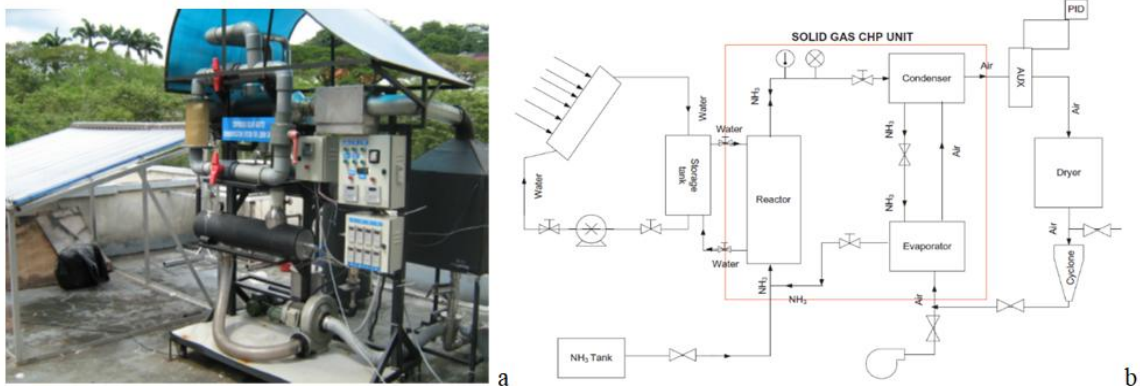 SOLID GAS CHP UNIT
PID
AUX
Air
Condenser
NH₃
Water
Water
NH₃
Air
Air
Storage
tank
Reactor
Dryer
Water
NH₃
Air
Evaporator
Cyclone
Water
NH₃
NH₃
Air
NH₃ Tank
a
b